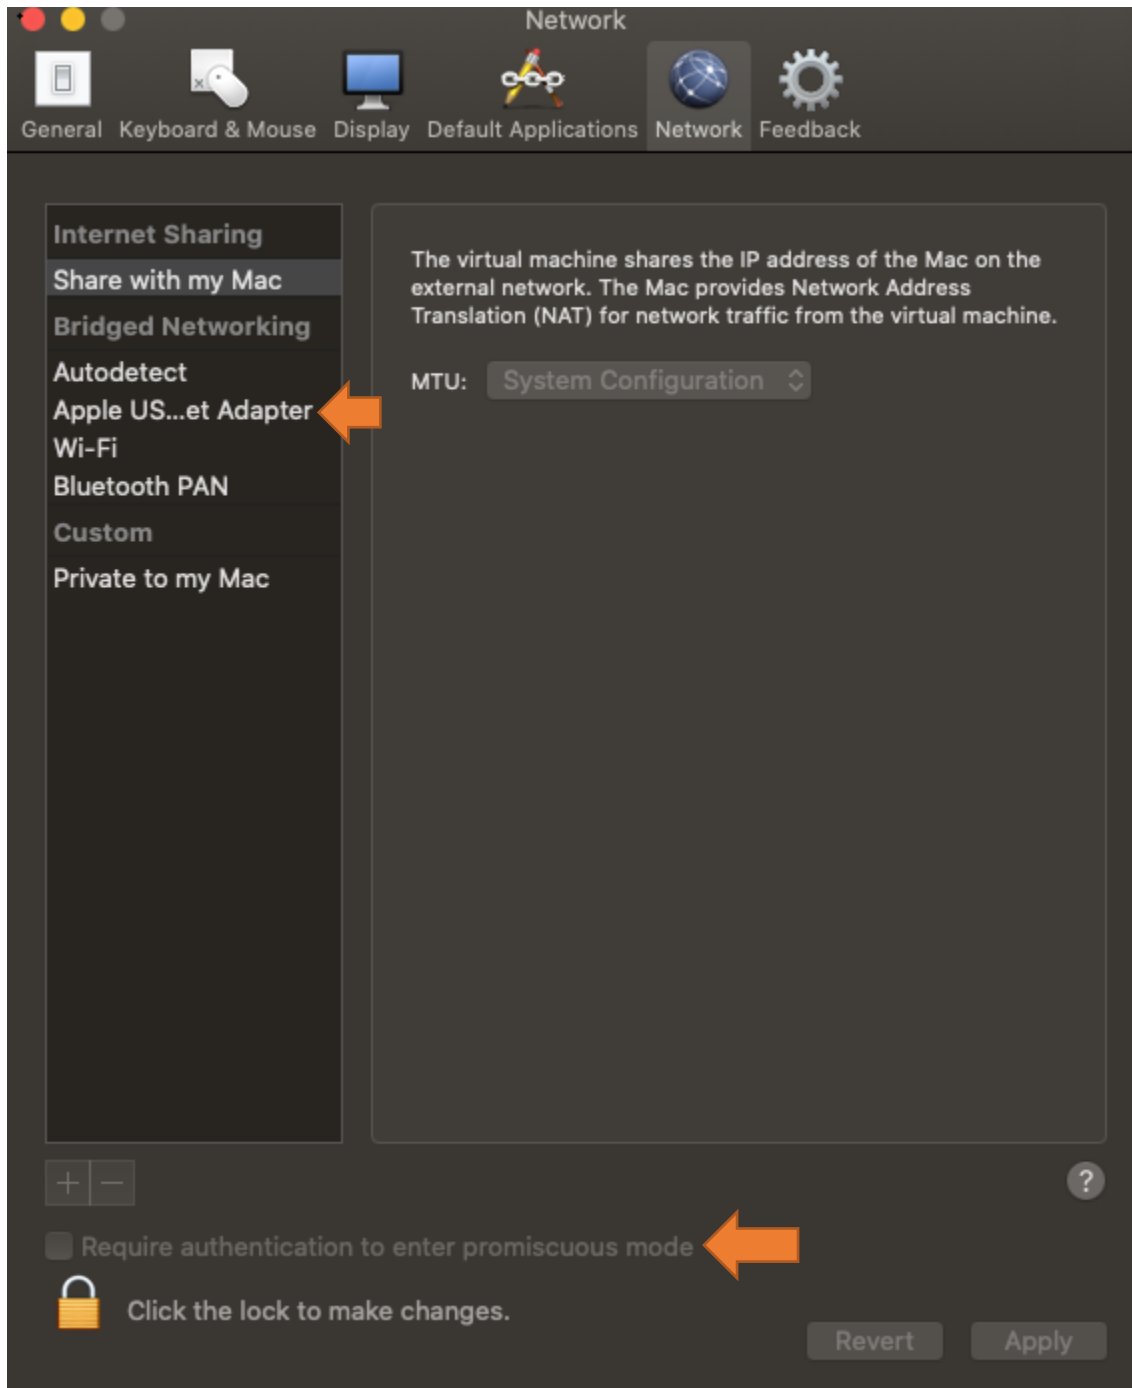 Network
General Keyboard & Mouse Display Default Applications Network Feedback
Internet Sharing
Share with my Mac
Bridged Networking
Autodetect
Apple US...et Adapter
Wi-Fi
Bluetooth PAN
Custom
Private to my Mac
The virtual machine shares the IP address of the Mac on the
external network. The Mac provides Network Address
Translation (NAT) for network traffic from the virtual machine.
MTU: System Configuration
+ −
?
Require authentication to enter promiscuous mode
Click the lock to make changes.
Revert Apply